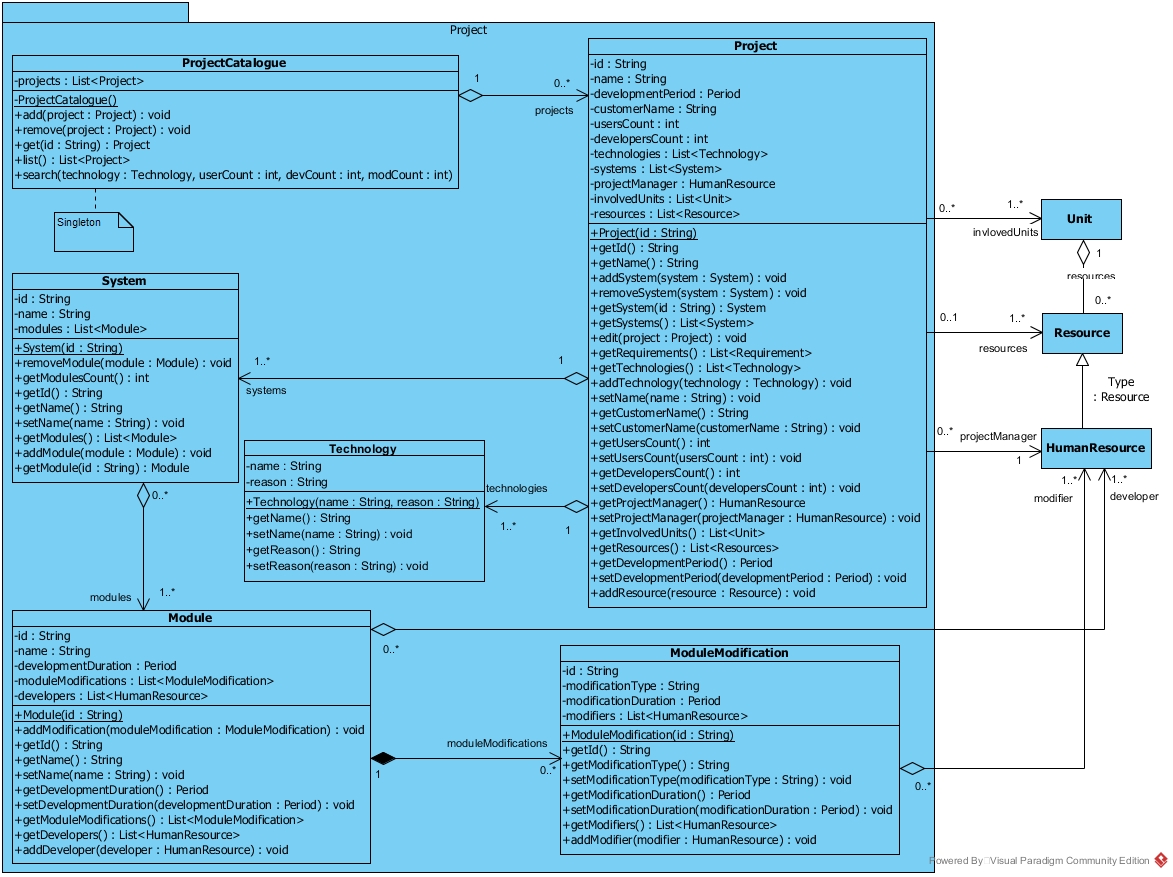 Project
ProjectCatalogue
-projects : List<Project>
-ProjectCatalogue()
+add(project : Project) : void
+remove(project : Project) : void
+get(id : String) : Project
+list() : List<Project>
+search(technology : Technology, userCount : int, devCount : int, modCount : int)
Singleton
1
0..*
projects
Project
-id : String
-name : String
-developmentPeriod : Period
-customerName : String
-usersCount : int
-developersCount : int
-technologies : List<Technology>
-systems : List<System>
-projectManager : HumanResource
-involvedUnits : List<Unit>
-resources : List<Resource>
+Project(id : String)
+getId() : String
+getName() : String
+addSystem(system : System) : void
+removeSystem(system : System) : void
+getSystem(id : String) : System
+getSystems() : List<System>
+edit(project : Project) : void
+getRequirements() : List<Requirement>
+getTechnologies() : List<Technology>
+addTechnology(technology : Technology) : void
+setName(name : String) : void
+getCustomerName() : String
+setCustomerName(customerName : String) : void
+getUsersCount() : int
+setUsersCount(usersCount : int) : void
+getDevelopersCount() : int
+setDevelopersCount(developersCount : int) : void
+getProjectManager() : HumanResource
+setProjectManager(projectManager : HumanResource) : void
+getInvolvedUnits() : List<Unit>
+getResources() : List<Resources>
+getDevelopmentPeriod() : Period
+setDevelopmentPeriod(developmentPeriod : Period) : void
+addResource(resource : Resource) : void
0..*
1..*
invlovedUnits
Unit
1
resources
0..*
0..1
1..*
resources
Resource
Type
: Resource
0..*
projectManager
1
HumanResource
1..*
modifier
1..*
developer
System
-id : String
-name : String
-modules : List<Module>
+System(id : String)
+removeModule(module : Module) : void
+getModulesCount() : int
+getId() : String
+getName() : String
+setName(name : String) : void
+getModules() : List<Module>
+addModule(module : Module) : void
+getModule(id : String) : Module
1..*
systems
1
Technology
-name : String
-reason : String
+Technology(name : String, reason : String)
+getName() : String
+setName(name : String) : void
+getReason() : String
+setReason(reason : String) : void
technologies
1..*
1
0..*
modules
1..*
Module
-id : String
-name : String
-developmentDuration : Period
-moduleModifications : List<ModuleModification>
-developers : List<HumanResource>
+Module(id : String)
+addModification(moduleModification : ModuleModification) : void
+getId() : String
+getName() : String
+setName(name : String) : void
+getDevelopmentDuration() : Period
+setDevelopmentDuration(developmentDuration : Period) : void
+getModuleModifications() : List<ModuleModification>
+getDevelopers() : List<HumanResource>
+addDeveloper(developer : HumanResource) : void
0..*
1
moduleModifications
0..*
ModuleModification
-id : String
-modificationType : String
-modificationDuration : Period
-modifiers : List<HumanResource>
+ModuleModification(id : String)
+getId() : String
+getModificationType() : String
+setModificationType(modificationType : String) : void
+getModificationDuration() : Period
+setModificationDuration(modificationDuration : Period) : void
+getModifiers() : List<HumanResource>
+addModifier(modifier : HumanResource) : void
0..*
Powered By Visual Paradigm Community Edition